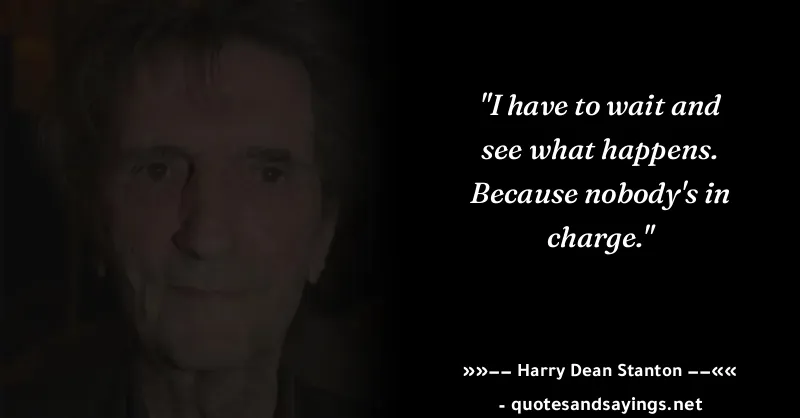 "I have to wait and
see what happens.
Because nobody's in
charge."
»»–– Harry Dean Stanton ––««
- quotesandsayings.net